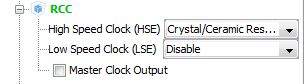 RCC
High Speed Clock (HSE) Crystal/Ceramic Res...
Low Speed Clock (LSE) Disable
Master Clock Output